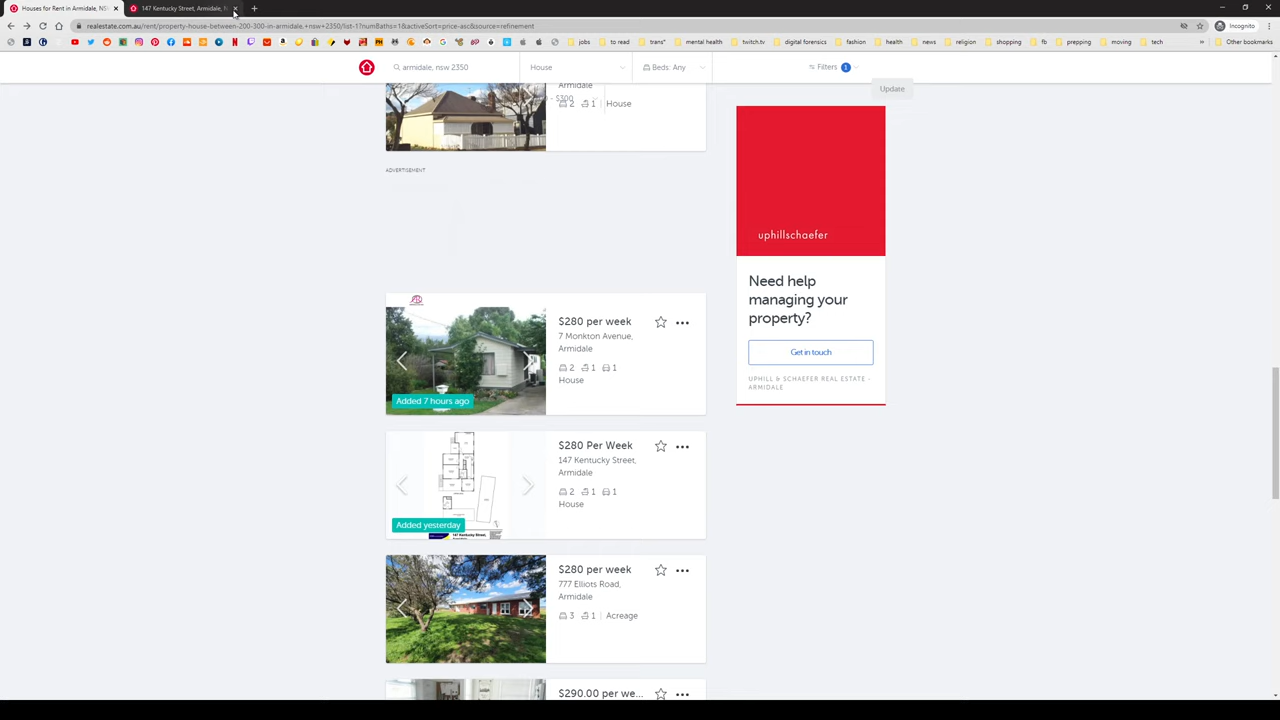 Houses for Rent in Armidale, NS
147 Kentucky Street, Armidale, N
realestate.com.au/rent/property-house-between-200-300-in-armidale,+nsw+2350/list-1?numBaths=1&activeSort=price-asc&source=refinement
Incognito
jobs
to read
trans*
mental health
twitch.tv
digital forensics
fashion
health
news
religion
shopping
fb
prepping
moving
tech
»
Other bookmarks
armidale, nsw 2350
House
Beds: Any
Filters 1
Update
Armidale
- $300
2 1 House
ADVERTISEMENT
uphillschaefer
Need help
managing your
property?
Get in touch
UPHILL & SCHAEFER REAL ESTATE -
ARMIDALE
$280 per week
7 Monkton Avenue,
Armidale
2 1 1
House
Added 7 hours ago
$280 Per Week
147 Kentucky Street,
Armidale
2 1 1
House
Added yesterday
147 Kentucky Street,
$280 per week
777 Elliots Road,
Armidale
3 1 Acreage
$290.00 per we...